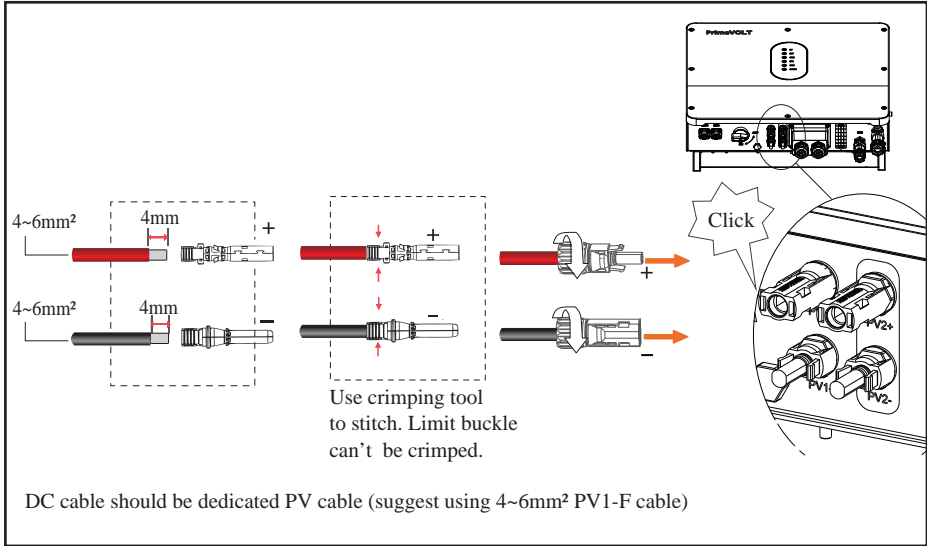 PrimeVOLT
Click
4~6mm²
4mm
+
+
+
4~6mm²
4mm
−
−
−
PV2+
PV1-
PV2-
Use crimping tool
to stitch. Limit buckle
can't be crimped.
DC cable should be dedicated PV cable (suggest using 4~6mm² PV1-F cable)